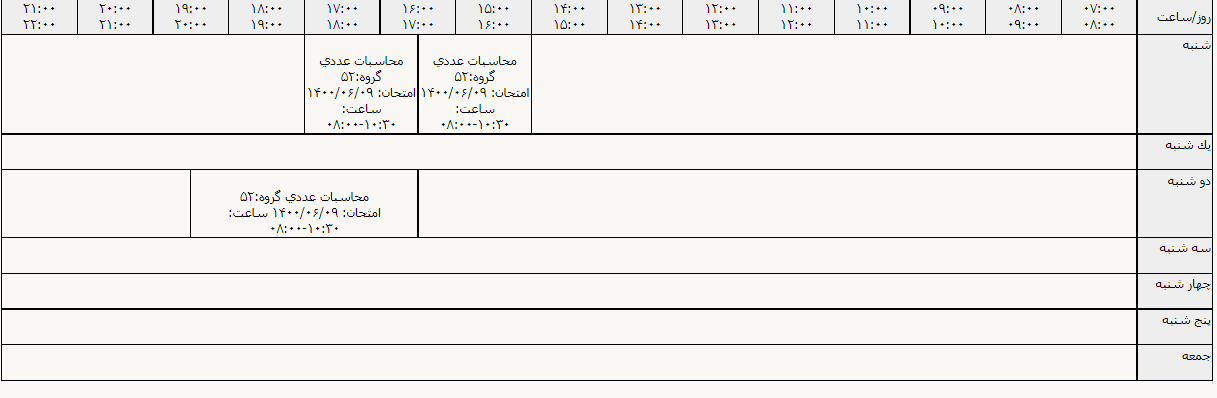 روز/ساعت ۰۷:۰۰ ۰۸:۰۰ ۰۹:۰۰ ۱۰:۰۰ ۱۱:۰۰ ۱۲:۰۰ ۱۳:۰۰ ۱۴:۰۰ ۱۵:۰۰ ۱۶:۰۰ ۱۷:۰۰ ۱۸:۰۰ ۱۹:۰۰ ۲۰:۰۰ ۲۱:۰۰
۰۸:۰۰ ۰۹:۰۰ ۱۰:۰۰ ۱۱:۰۰ ۱۲:۰۰ ۱۳:۰۰ ۱۴:۰۰ ۱۵:۰۰ ۱۶:۰۰ ۱۷:۰۰ ۱۸:۰۰ ۱۹:۰۰ ۲۰:۰۰ ۲۱:۰۰ ۲۲:۰۰
شنبه
محاسبات عددي
گروه:۵۲
امتحان: ۱۴۰۰/۰۶/۰۹
ساعت:
۰۸:۰۰-۱۰:۳۰
محاسبات عددي
گروه:۵۲
امتحان: ۱۴۰۰/۰۶/۰۹
ساعت:
۰۸:۰۰-۱۰:۳۰
يك شنبه
دو شنبه
محاسبات عددي گروه:۵۲
امتحان: ۱۴۰۰/۰۶/۰۹ ساعت:
۰۸:۰۰-۱۰:۳۰
سه شنبه
چهار شنبه
پنج شنبه
جمعه